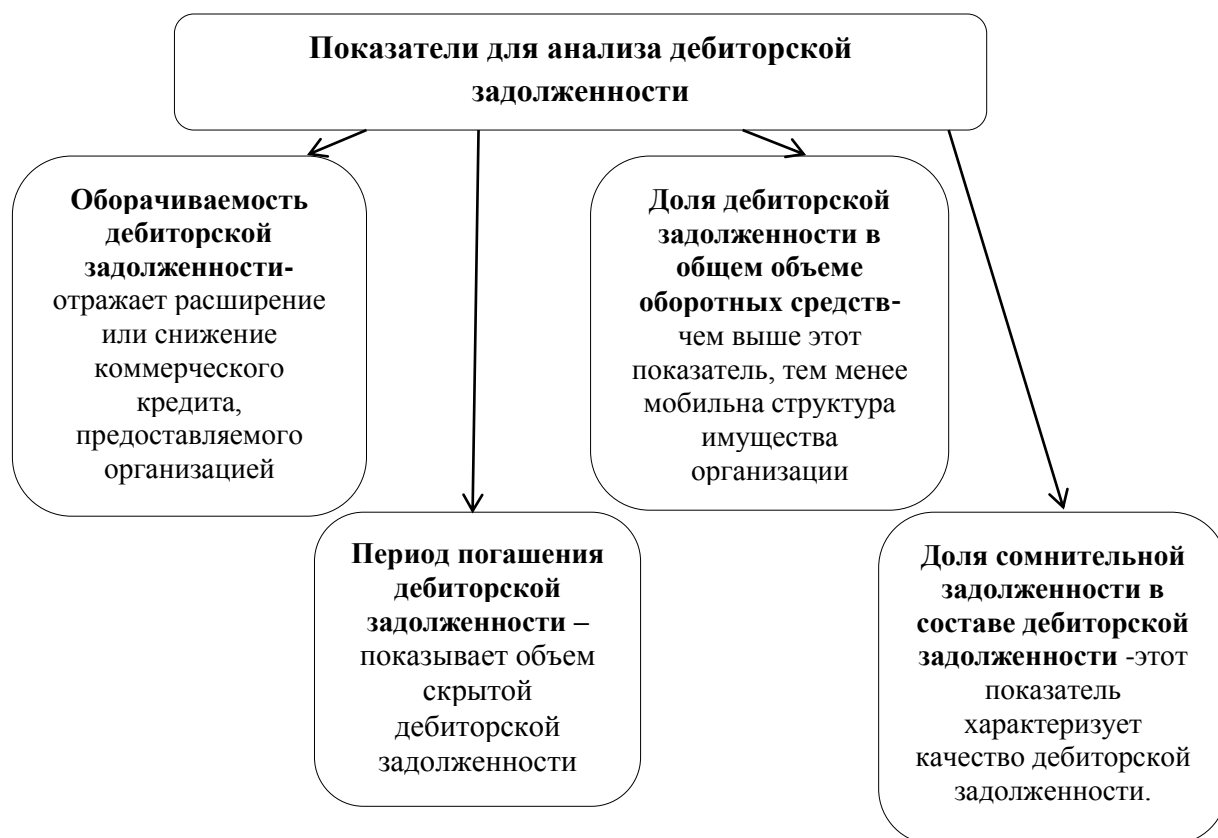 Показатели для анализа дебиторской
задолженности
Оборачиваемость
дебиторской
задолженности-
отражает расширение
или снижение
коммерческого
кредита,
предоставляемого
организацией
Доля дебиторской
задолженности в
общем объеме
оборотных средств-
чем выше этот
показатель, тем менее
мобильна структура
имущества
организации
Период погашения
дебиторской
задолженности –
показывает объем
скрытой
дебиторской
задолженности
Доля сомнительной
задолженности в
составе дебиторской
задолженности -этот
показатель
характеризует
качество дебиторской
задолженности.